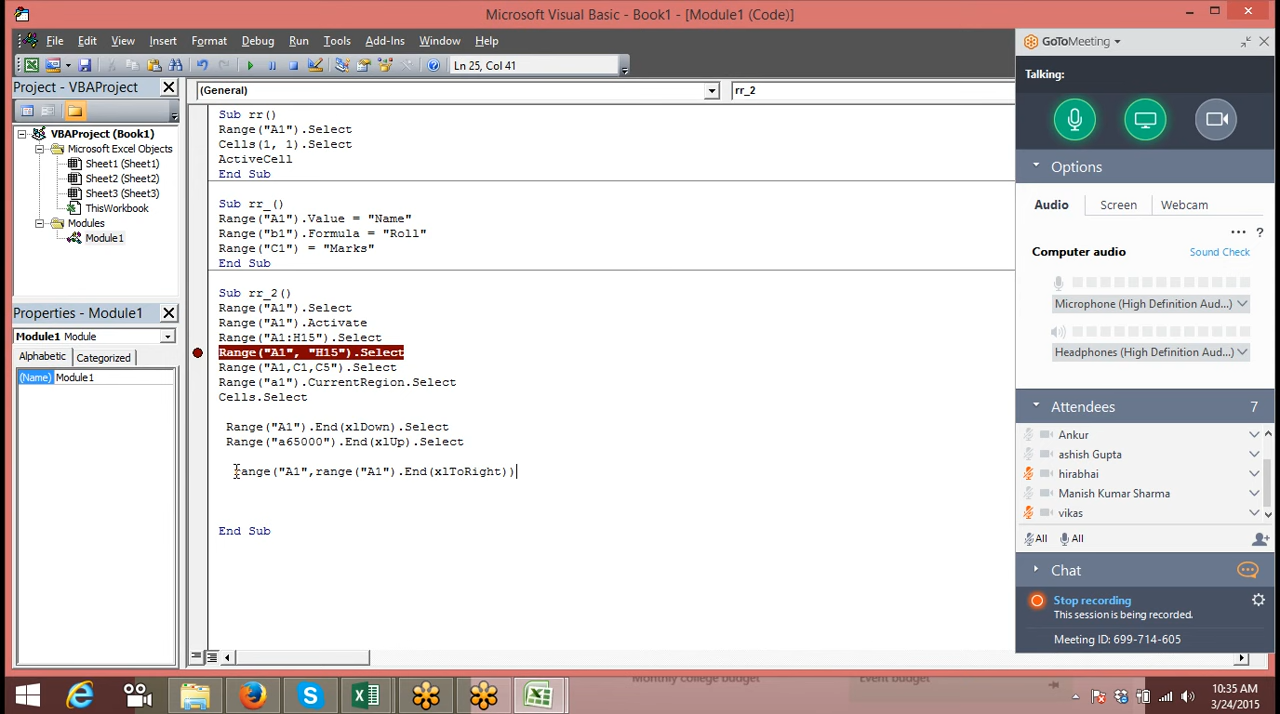 Microsoft Visual Basic - Book1 - [Module1 (Code)]
File Edit View Insert Format Debug Run Tools Add-Ins Window Help
Ln 25, Col 41
Project - VBAProject
VBAProject (Book1)
Microsoft Excel Objects
Sheet1 (Sheet1)
Sheet2 (Sheet2)
Sheet3 (Sheet3)
ThisWorkbook
Modules
Module1
Properties - Module1
Module1 Module
Alphabetic Categorized
(Name) Module1
(General) rr_2
Sub rr()
Range("A1").Select
Cells(1, 1).Select
ActiveCell
End Sub
Sub rr_()
Range("A1").Value = "Name"
Range("b1").Formula = "Roll"
Range("C1") = "Marks"
End Sub
Sub rr_2()
Range("A1").Select
Range("A1").Activate
Range("A1:H15").Select
Range("A1", "H15").Select
Range("A1,C1,C5").Select
Range("a1").CurrentRegion.Select
Cells.Select
Range("A1").End(xlDown).Select
Range("a65000").End(xlUp).Select
range("A1",range("A1").End(xlToRight))
End Sub
GoToMeeting
Talking:
Options
Audio Screen Webcam
... ?
Computer audio Sound Check
Microphone (High Definition Aud...)
Headphones (High Definition Aud...)
Attendees 7
Ankur
ashish Gupta
hirabhai
Manish Kumar Sharma
vikas
All All
Chat
Stop recording
This session is being recorded.
Meeting ID: 699-714-605
Monthly college budget Event budget
10:35 AM
3/24/2015